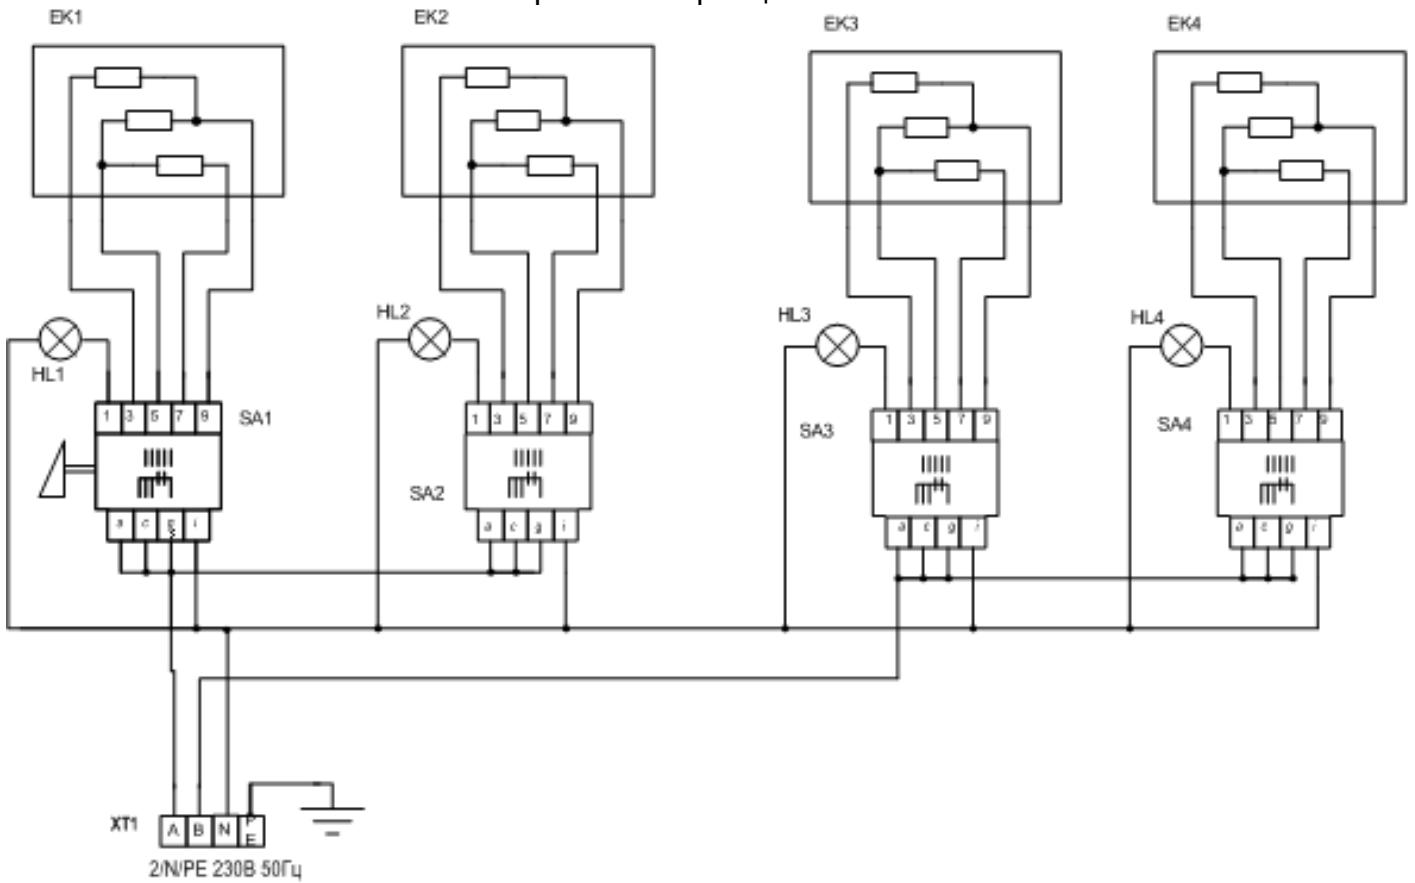 EK1 EK2 EK3 EK4
HL1 HL2 HL3 HL4
1 3 5 7 9 SA1
1 3 5 7 9 SA2
1 3 5 7 9 SA3
1 3 5 7 9 SA4
a c g i
a c g i
a c g i
a c g i
XT1 A B N PE
2/N/PE 230В 50Гц